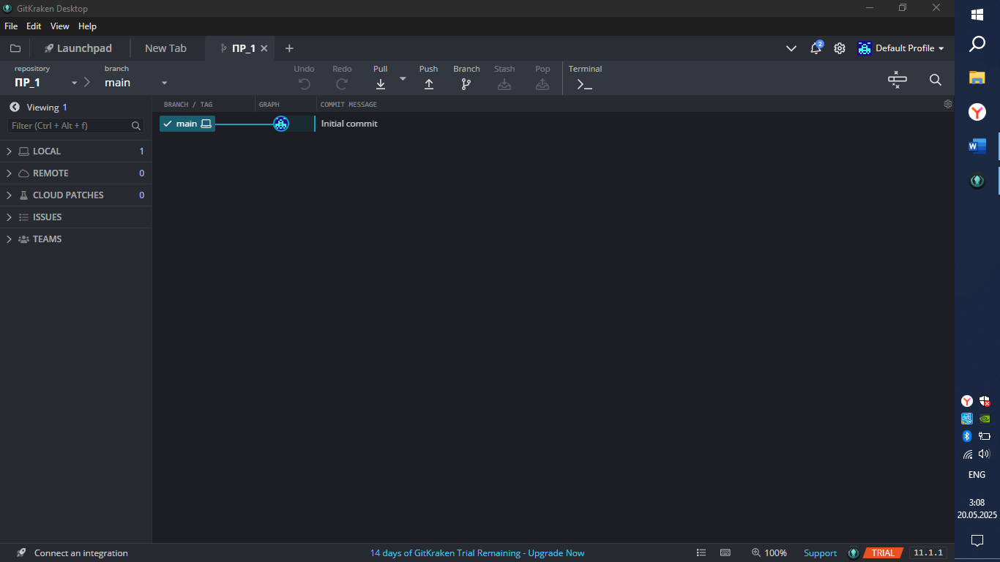 GitKraken Desktop
File Edit View Help
Launchpad New Tab ПР_1
2 Default Profile
repository branch Undo Redo Pull Push Branch Stash Pop Terminal
ПР_1 main
Viewing 1 BRANCH / TAG GRAPH COMMIT MESSAGE
Filter (Ctrl + Alt + f) main Initial commit
LOCAL 1
REMOTE 0
CLOUD PATCHES 0
ISSUES
TEAMS
ENG
3:08
20.05.2025
Connect an integration 14 days of GitKraken Trial Remaining - Upgrade Now 100% Support TRIAL 11.1.1